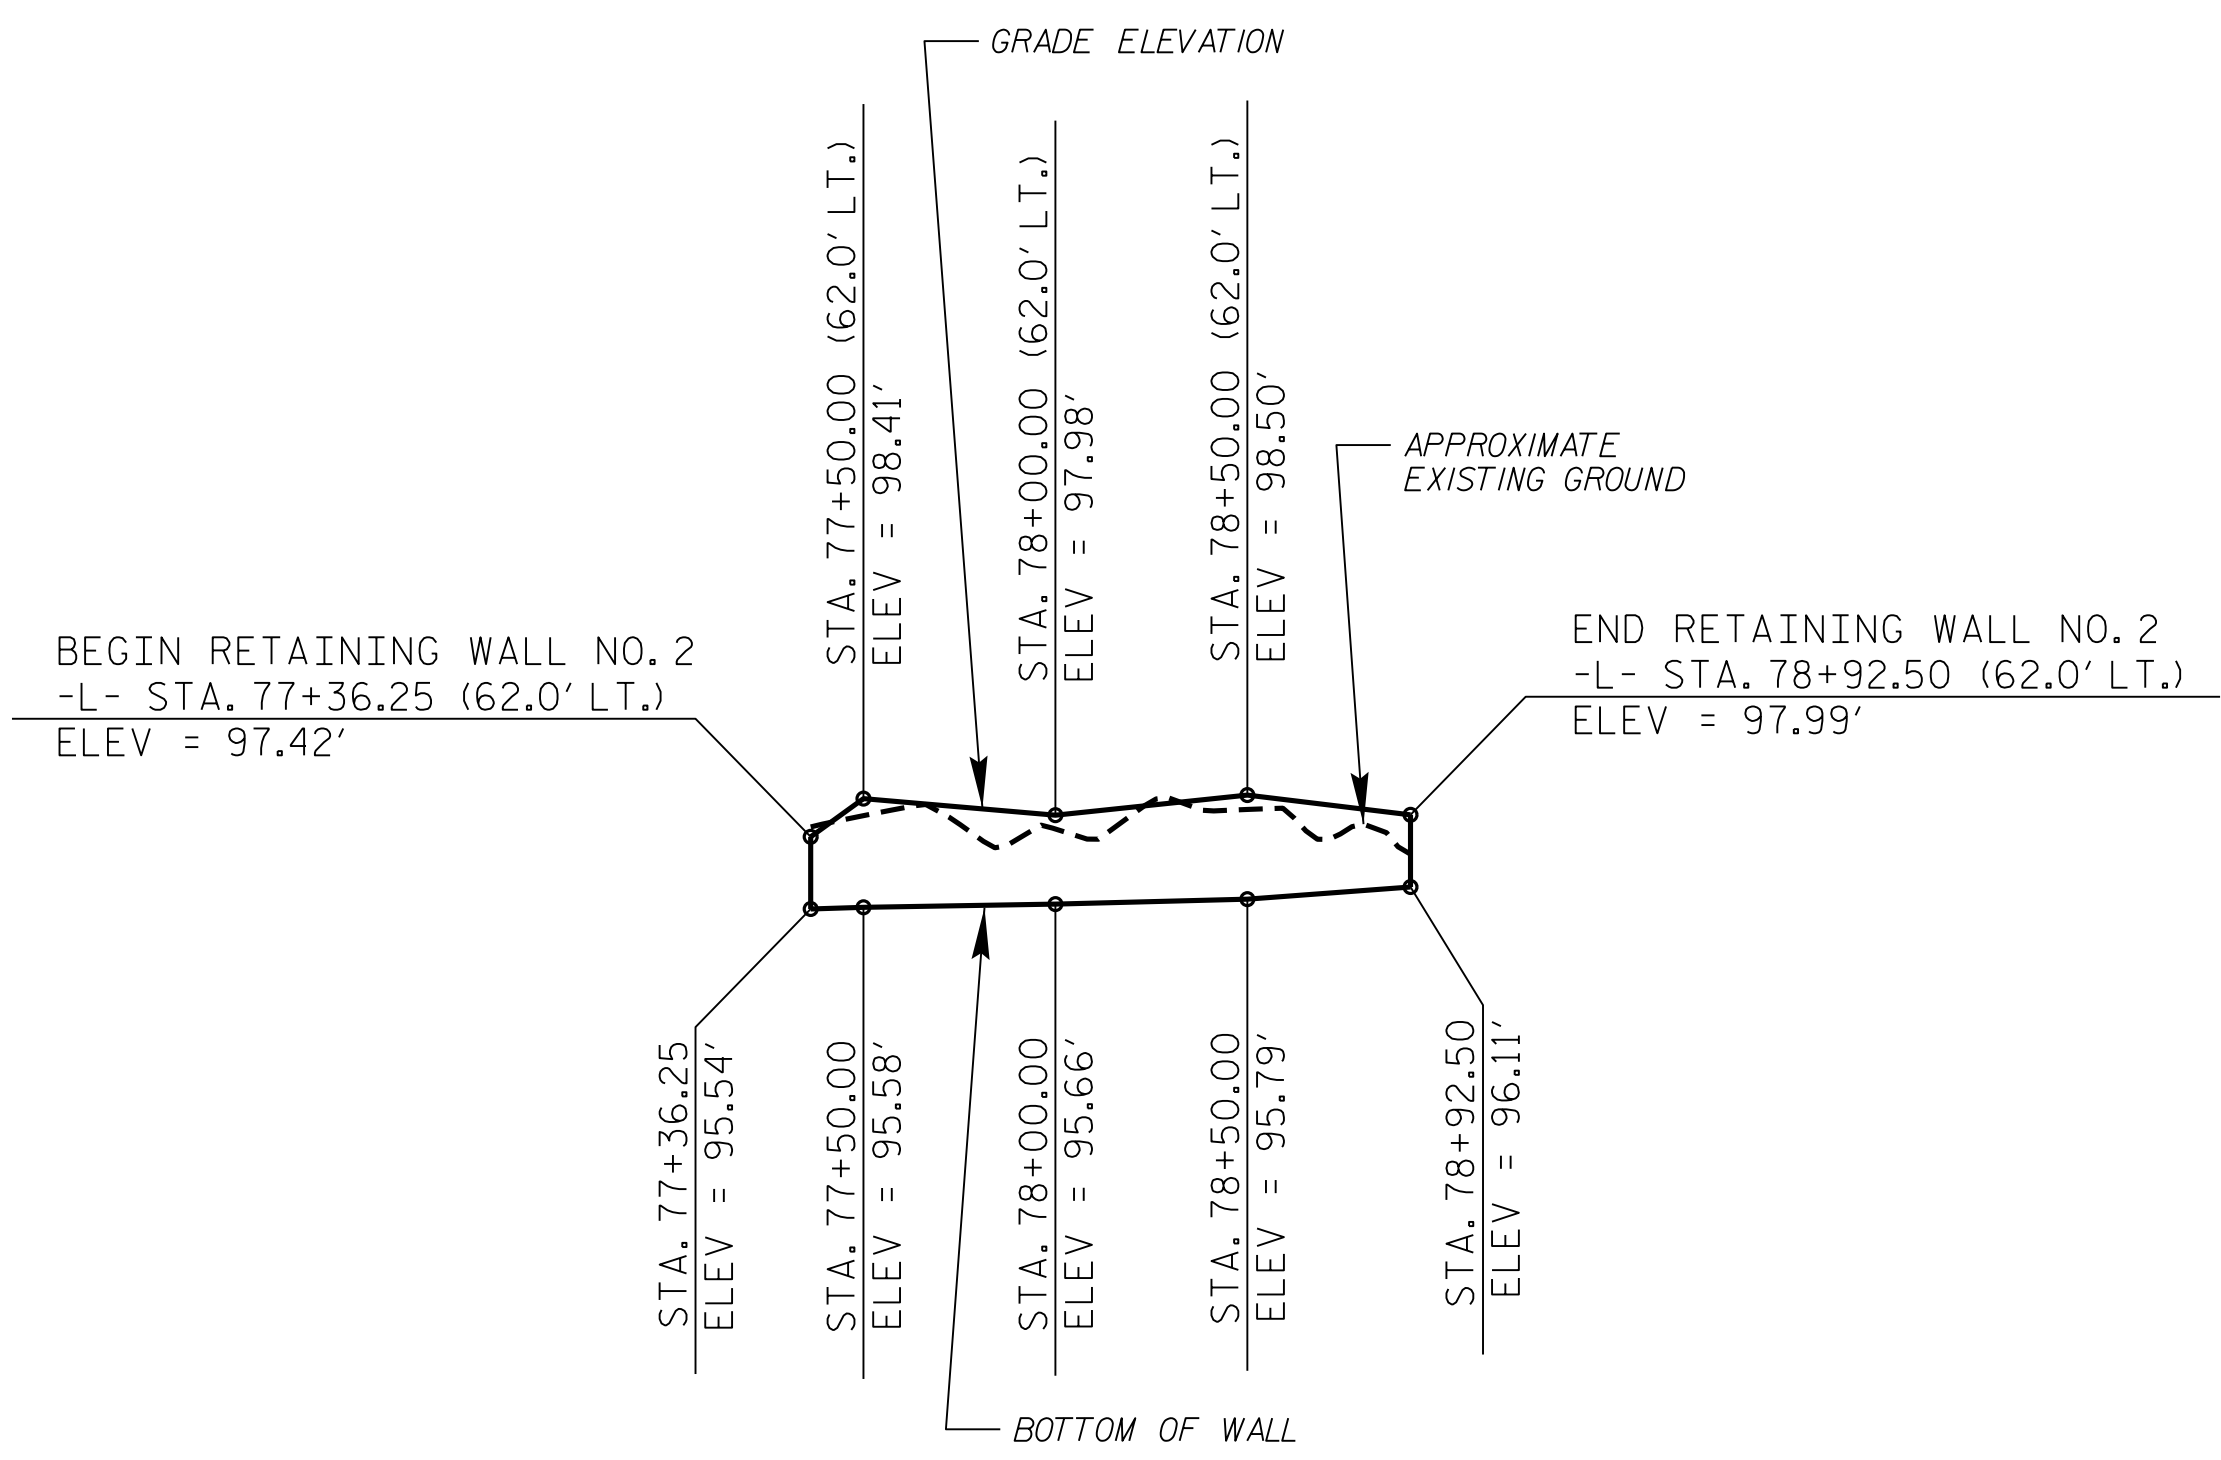 GRADE ELEVATION
STA. 77+50.00 (62.0' LT.)
ELEV = 98.41'
STA. 78+00.00 (62.0' LT.)
ELEV = 97.98'
STA. 78+50.00 (62.0' LT.)
ELEV = 98.50'
APPROXIMATE
EXISTING GROUND
BEGIN RETAINING WALL NO. 2
-L- STA. 77+36.25 (62.0' LT.)
ELEV = 97.42'
END RETAINING WALL NO. 2
-L- STA. 78+92.50 (62.0' LT.)
ELEV = 97.99'
STA. 77+36.25
ELEV = 95.54'
STA. 77+50.00
ELEV = 95.58'
STA. 78+00.00
ELEV = 95.66'
STA. 78+50.00
ELEV = 95.79'
STA. 78+92.50
ELEV = 96.11'
BOTTOM OF WALL